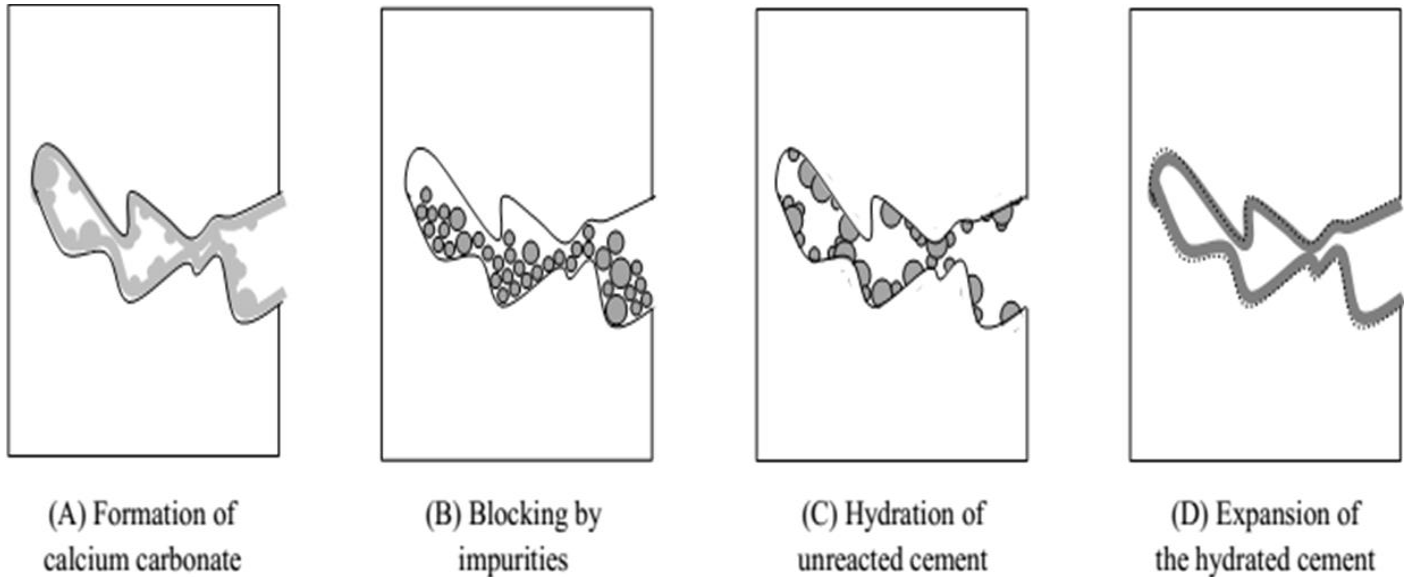 (A) Formation of
calcium carbonate
(B) Blocking by
impurities
(C) Hydration of
unreacted cement
(D) Expansion of
the hydrated cement